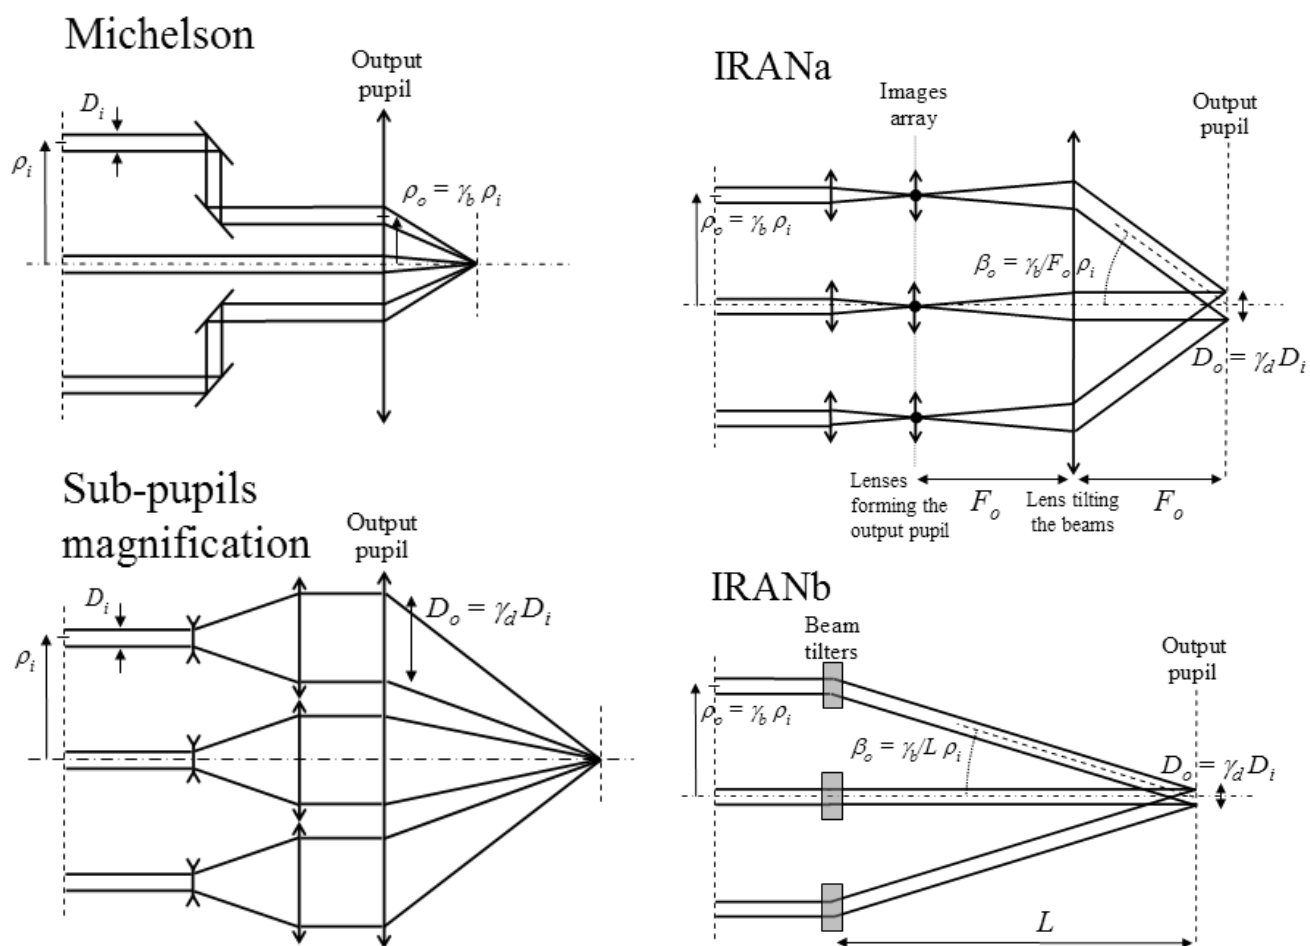 Michelson
Output
pupil
D_i
ρ_i
ρ_o = γ_b ρ_i
IRANa
Images
array
Output
pupil
ρ_o = γ_b ρ_i
β_o = γ_b/F_o ρ_i
D_o = γ_d D_i
Lenses
forming the
output pupil
F_o
Lens tilting
the beams
F_o
Sub-pupils
magnification
Output
pupil
D_i
ρ_i
D_o = γ_d D_i
IRANb
Beam
tilters
Output
pupil
ρ_o = γ_b ρ_i
β_o = γ_b/L ρ_i
D_o = γ_d D_i
L